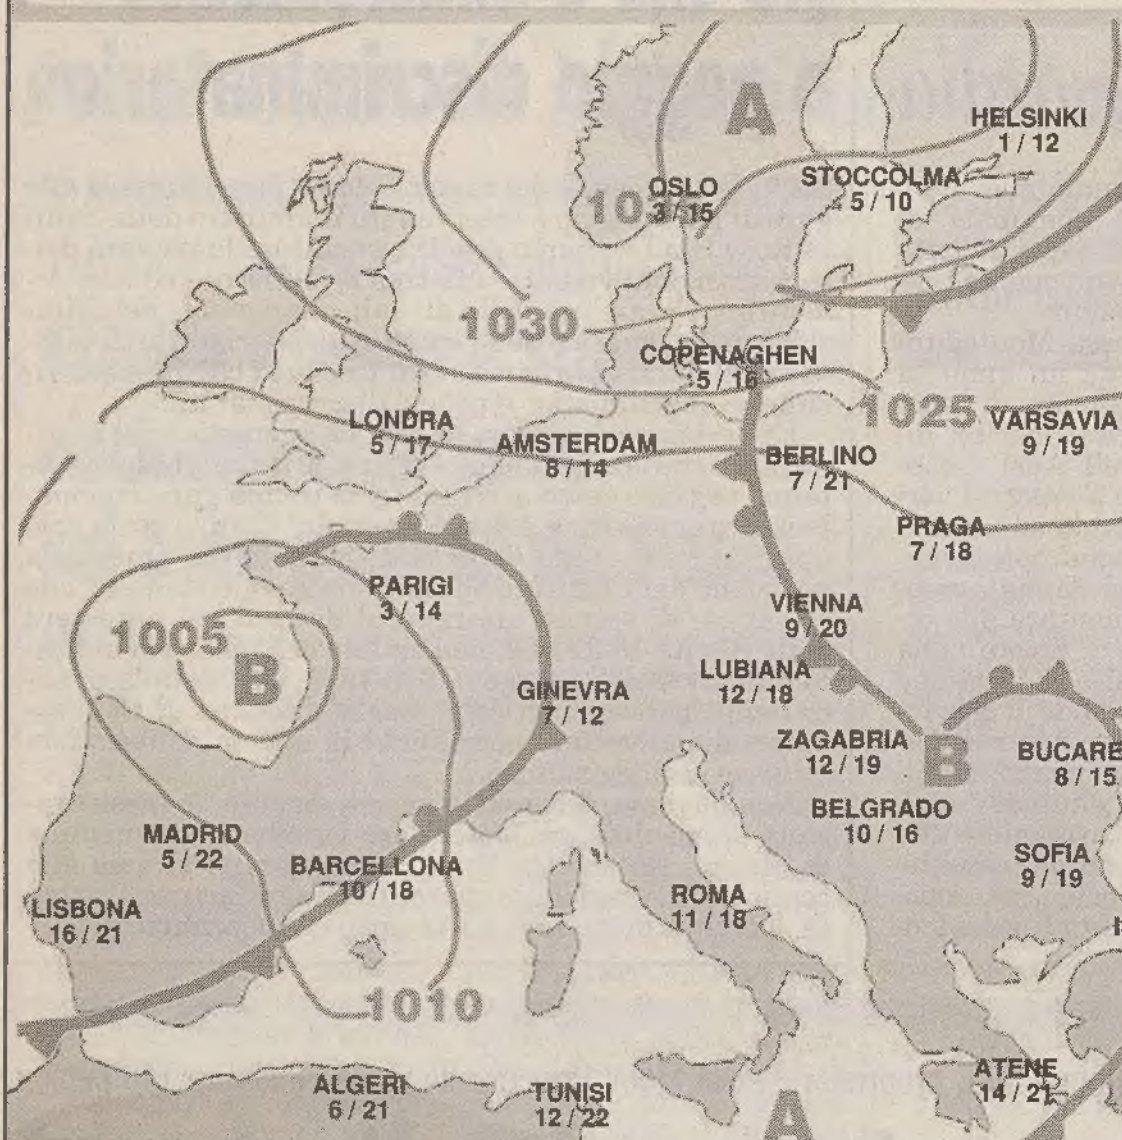 A
HELSINKI
1 / 12
OSLO
3 / 15
STOCCOLMA
5 / 10
1030
COPENAGHEN
5 / 16
1025
VARSAVIA
9 / 19
LONDRA
5 / 17
AMSTERDAM
8 / 14
BERLINO
7 / 21
PRAGA
7 / 18
PARIGI
3 / 14
VIENNA
9 / 20
1005
B
LUBIANA
12 / 18
GINEVRA
7 / 12
ZAGABRIA
12 / 19
B
BUCARE
8 / 15
BELGRADO
10 / 16
MADRID
5 / 22
BARCELLONA
10 / 18
SOFIA
9 / 19
ROMA
11 / 18
LISBONA
16 / 21
1010
ALGERI
6 / 21
TUNISI
12 / 22
A
ATENE
14 / 21